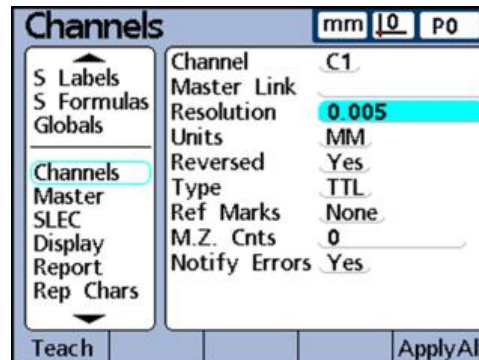 Channels mm 0 P0
S Labels
S Formulas
Globals
Channels
Master
SLEC
Display
Report
Rep Chars
Channel C1
Master Link
Resolution 0.005
Units MM
Reversed Yes
Type TTL
Ref Marks None
M.Z. Cnts 0
Notify Errors Yes
Teach ApplyAl